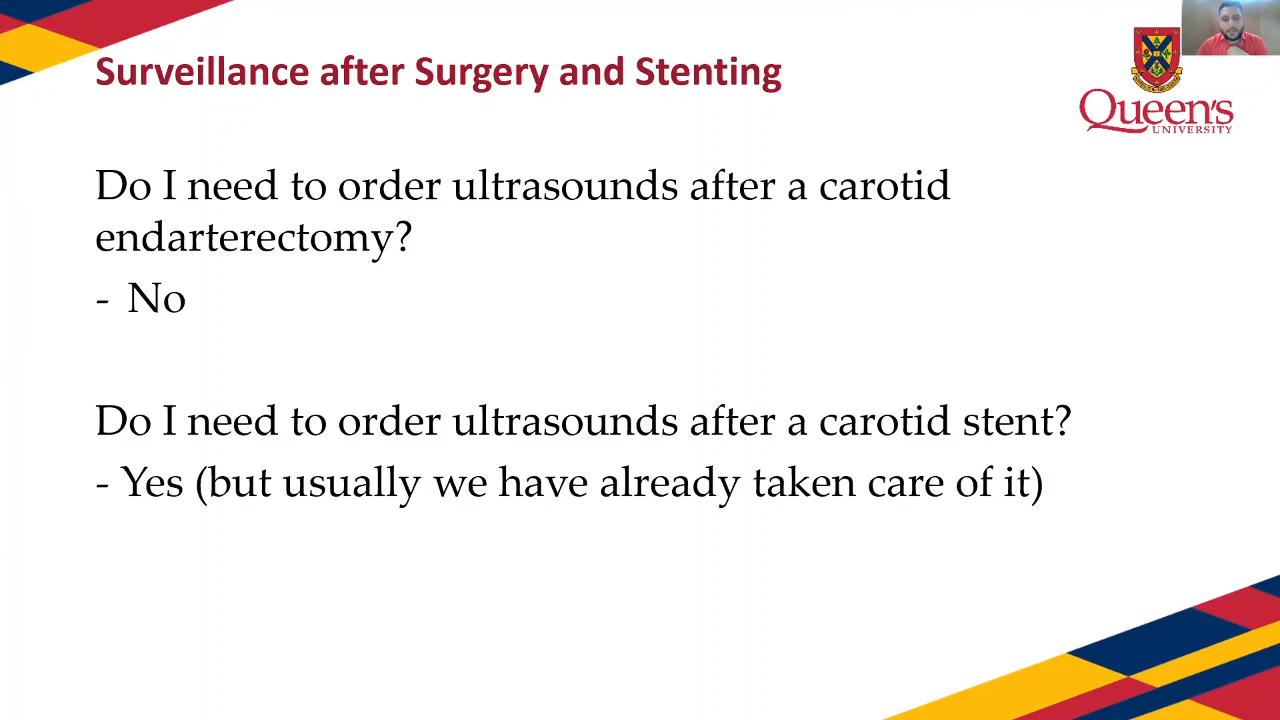 Surveillance after Surgery and Stenting
Queen's
UNIVERSITY
Do I need to order ultrasounds after a carotid
endarterectomy?
- No
Do I need to order ultrasounds after a carotid stent?
- Yes (but usually we have already taken care of it)